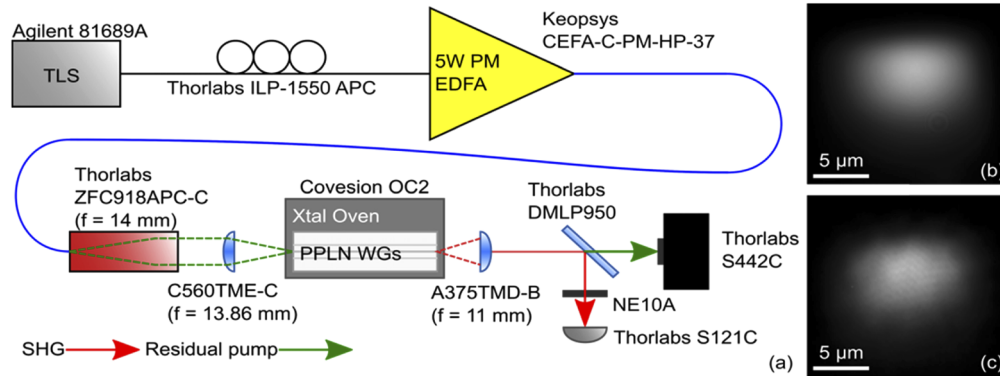 Agilent 81689A
TLS
Thorlabs ILP-1550 APC
5W PM
EDFA
Keopsys
CEFA-C-PM-HP-37
5 µm
(b)
Thorlabs
ZFC918APC-C
(f = 14 mm)
C560TME-C
(f = 13.86 mm)
Covesion OC2
Xtal Oven
PPLN WGs
A375TMD-B
(f = 11 mm)
Thorlabs
DMLP950
Thorlabs
S442C
NE10A
Thorlabs S121C
SHG
Residual pump
(a)
5 µm
(c)